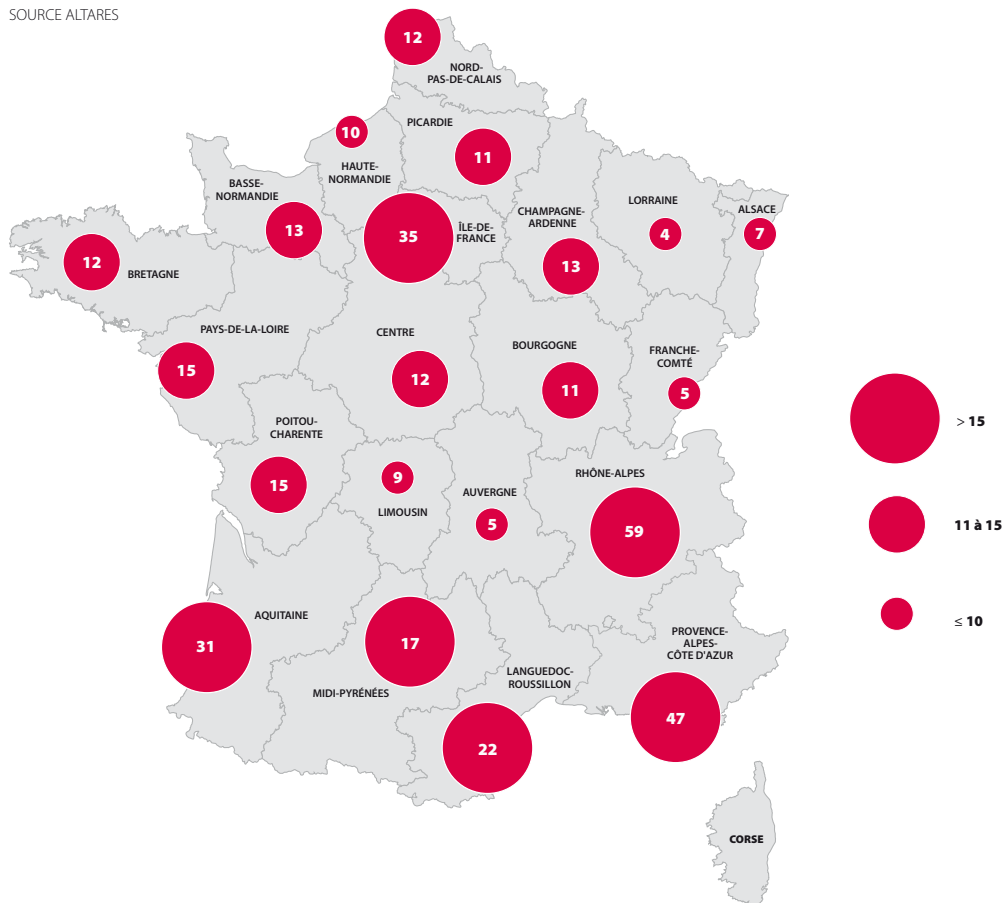 SOURCE ALTARES
12
NORD-
PAS-DE-CALAIS
10
PICARDIE
11
HAUTE-
NORMANDIE
BASSE-
NORMANDIE
13
35
ÎLE-DE-
FRANCE
CHAMPAGNE-
ARDENNE
13
LORRAINE
4
ALSACE
7
12
BRETAGNE
PAYS-DE-LA-LOIRE
15
CENTRE
12
BOURGOGNE
11
FRANCHE-
COMTÉ
5
> 15
POITOU-
CHARENTE
15
9
LIMOUSIN
AUVERGNE
5
RHÔNE-ALPES
59
11 à 15
≤ 10
AQUITAINE
31
17
MIDI-PYRÉNÉES
LANGUEDOC-
ROUSSILLON
22
PROVENCE-
ALPES-
CÔTE D'AZUR
47
CORSE